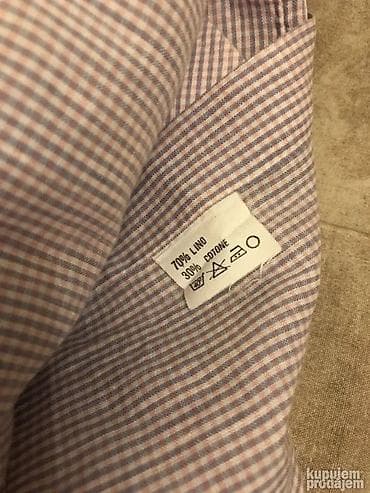 70% LINO
30% COTONE
kupujem
prodajem